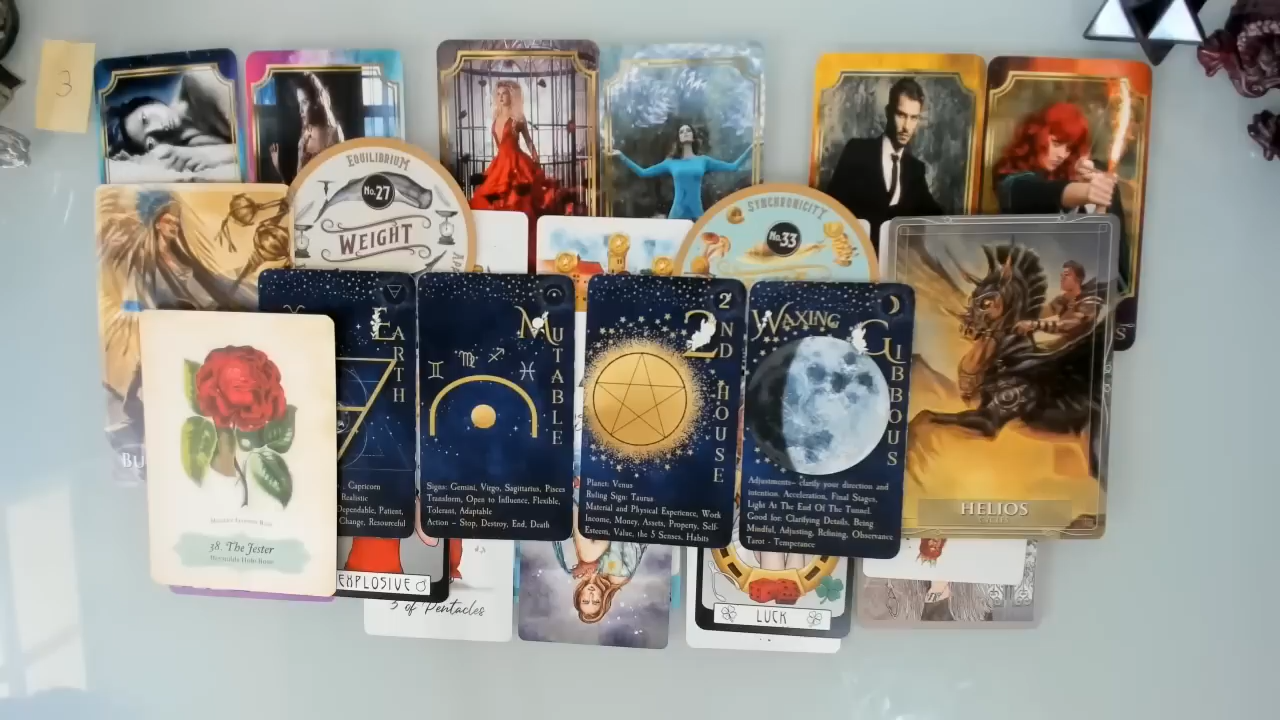 3
EQUILIBRIUM
No.27
WEIGHT
SYNCHRONICITY
No.33
EARTH
Capricorn
Realistic
Dependable, Patient,
Change, Resourceful
MUTABLE
Signs: Gemini, Virgo, Sagittarius, Pisces
Transform, Open to Influence, Flexible,
Tolerant, Adaptable
Action – Stop, Destroy, End, Death
2
2ND HOUSE
Planet: Venus
Ruling Sign: Taurus
Material and Physical Experience, Work
Income, Money, Assets, Property, Self-
Esteem, Value, the 5 Senses, Habits
WAXING GIBBOUS
Adjustments- clarify your direction and
intention. Acceleration, Final Stages,
Light At The End Of The Tunnel.
Good for: Clarifying Details, Being
Mindful, Adjusting, Refining, Observance
Tarot - Temperance
HELIOS
CYCLES
BU
S
38. The Jester
EXPLOSIVE
5 of Pentacles
LUCK